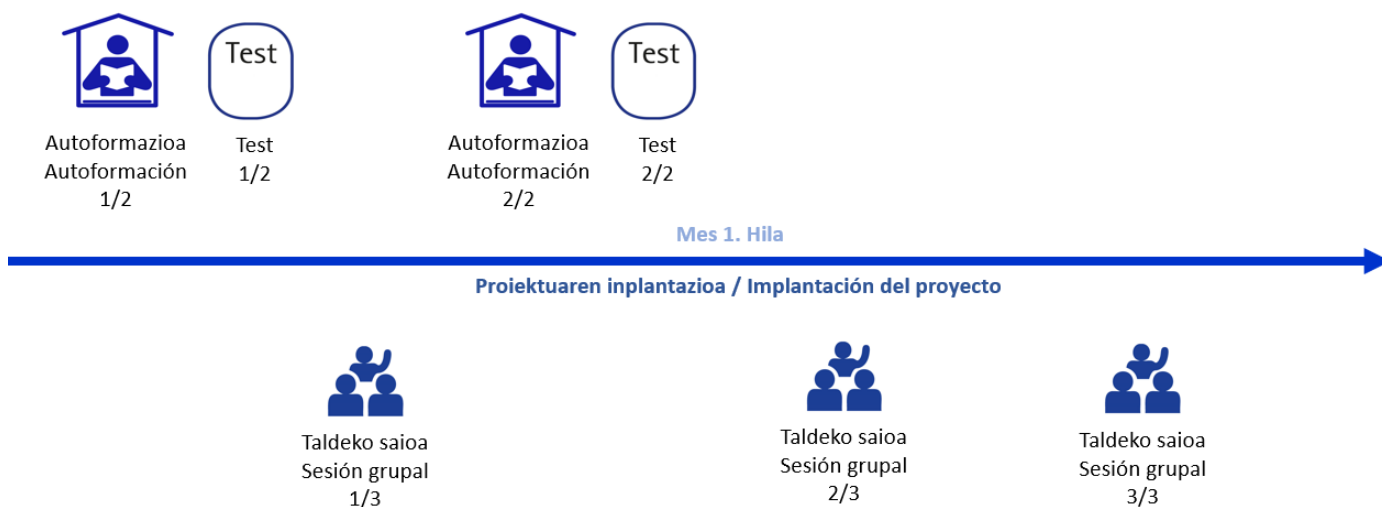 Test
Test
Autoformazioa
Autoformación
1/2
Test
1/2
Autoformazioa
Autoformación
2/2
Test
2/2
Mes 1. Hila
Proiektuaren inplantazioa / Implantación del proyecto
Taldeko saioa
Sesión grupal
1/3
Taldeko saioa
Sesión grupal
2/3
Taldeko saioa
Sesión grupal
3/3